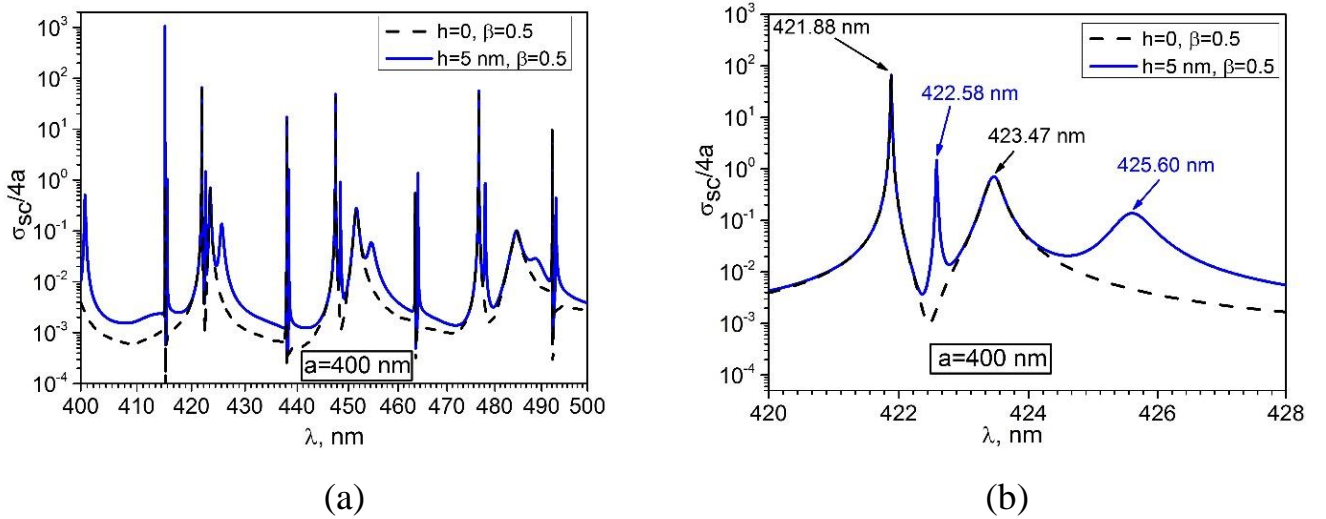 10³
10²
10¹
10⁰
10⁻¹
10⁻²
10⁻³
10⁻⁴
σsc/4a
h=0, β=0.5
h=5 nm, β=0.5
a=400 nm
400 410 420 430 440 450 460 470 480 490 500
λ, nm
(a)
10³
10²
10¹
10⁰
10⁻¹
10⁻²
10⁻³
10⁻⁴
σsc/4a
421.88 nm
h=0, β=0.5
h=5 nm, β=0.5
422.58 nm
423.47 nm
425.60 nm
a=400 nm
420 422 424 426 428
λ, nm
(b)